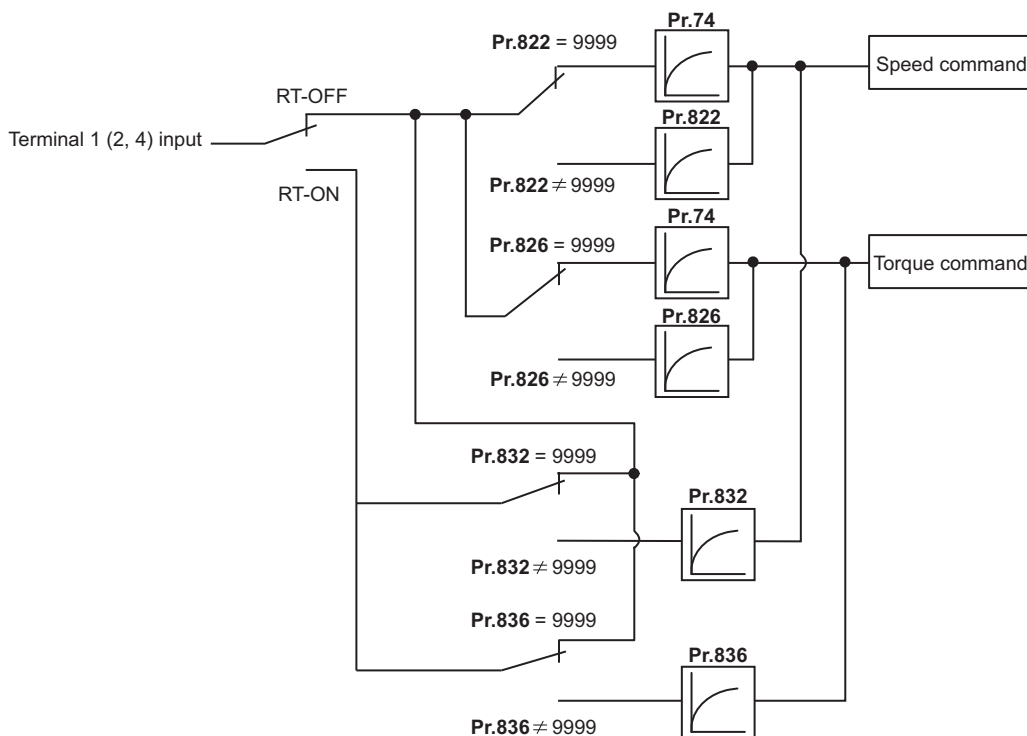 Pr.74
Pr.822 = 9999
Speed command
RT-OFF
Pr.822
Terminal 1 (2, 4) input
Pr.822 ≠ 9999
RT-ON
Pr.74
Pr.826 = 9999
Torque command
Pr.826
Pr.826 ≠ 9999
Pr.832 = 9999
Pr.832
Pr.832 ≠ 9999
Pr.836 = 9999
Pr.836
Pr.836 ≠ 9999